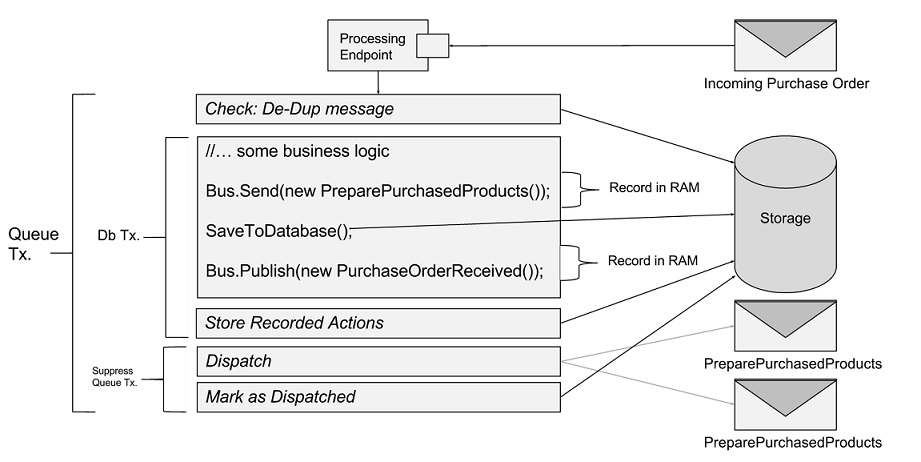 Processing
Endpoint
Incoming Purchase Order
Check: De-Dup message
//… some business logic
Bus.Send(new PreparePurchasedProducts());
Record in RAM
SaveToDatabase();
Storage
Queue
Tx.
Db Tx.
Bus.Publish(new PurchaseOrderReceived());
Record in RAM
Store Recorded Actions
Suppress
Queue Tx.
Dispatch
PreparePurchasedProducts
Mark as Dispatched
PreparePurchasedProducts